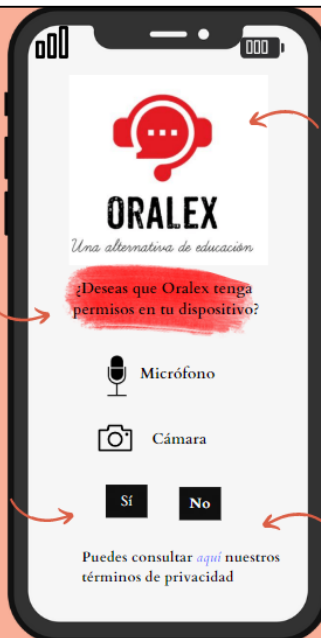 ORALEX
Una alternativa de educación
¿Deseas que Oralex tenga
permisos en tu dispositivo?
Micrófono
Cámara
Sí No
Puedes consultar aquí nuestros
términos de privacidad